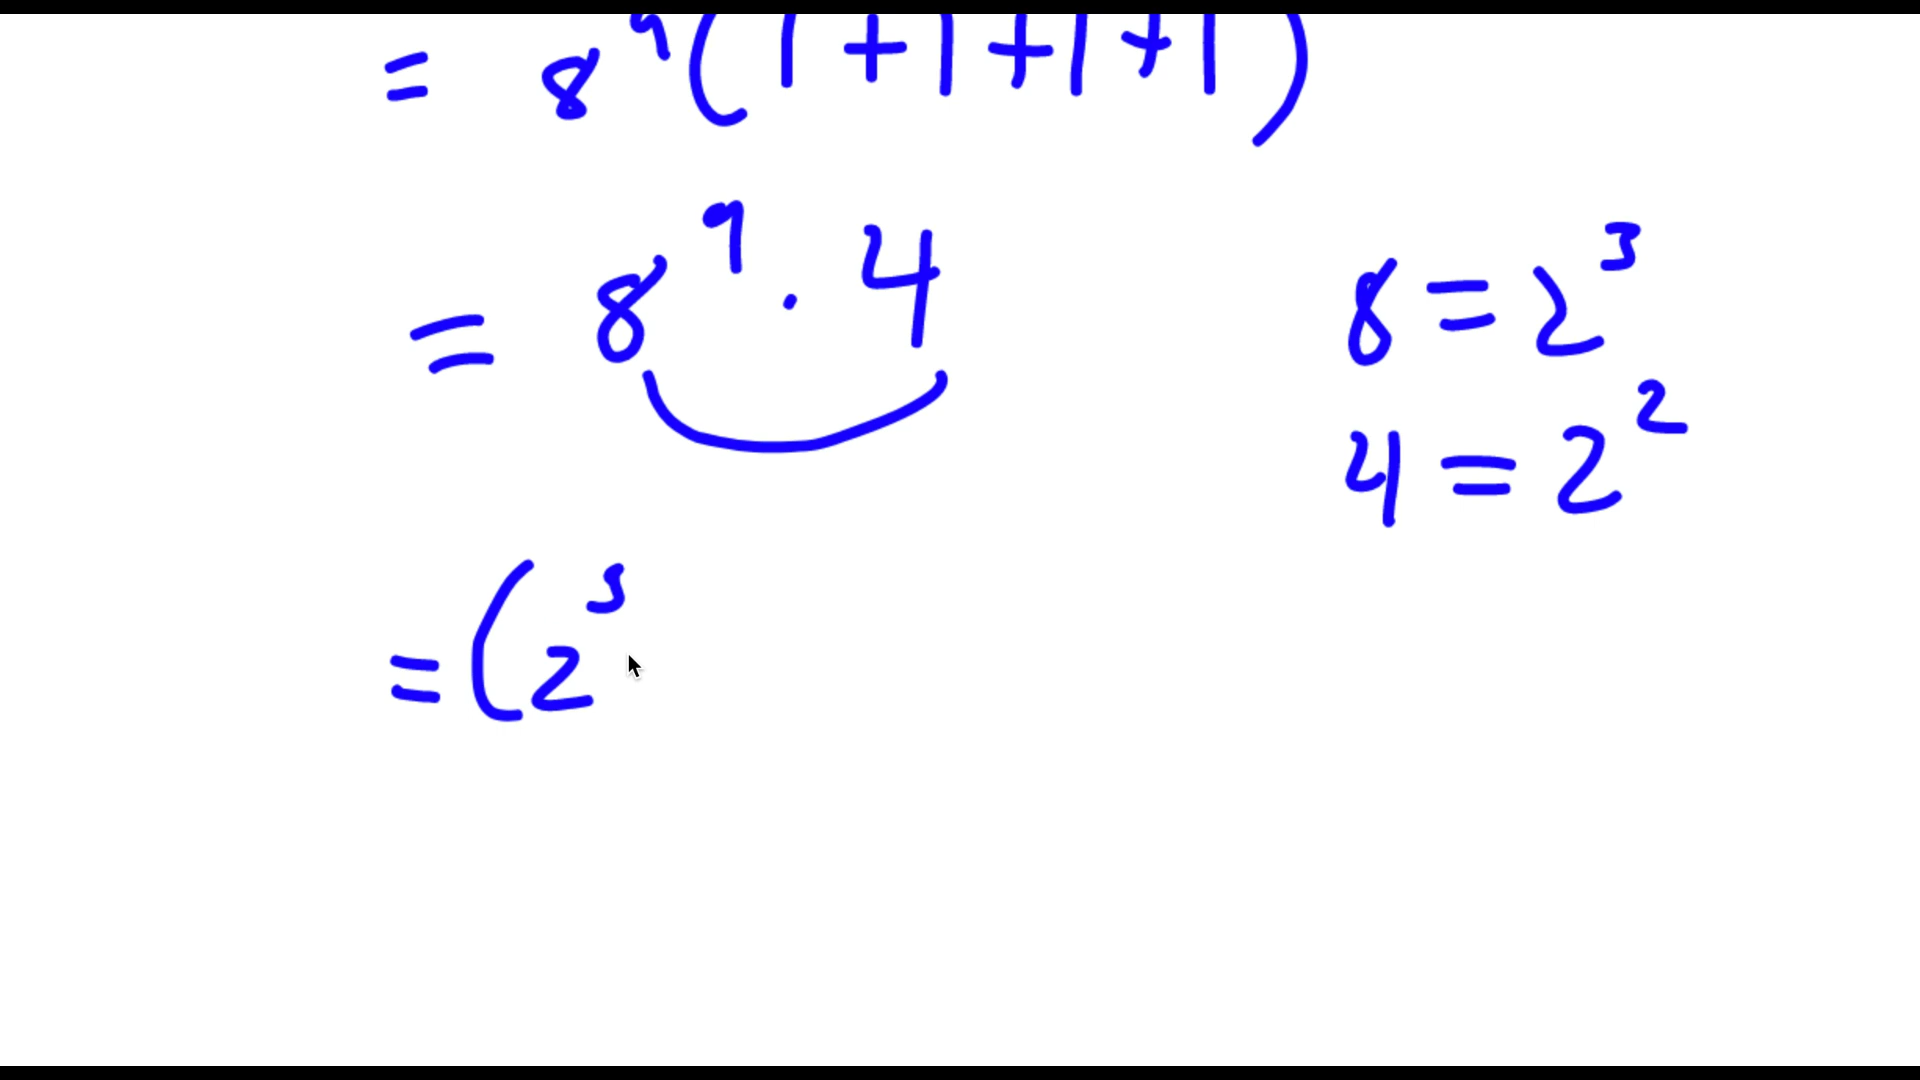 = 8⁹(1+1+1+1)
= 8⁹ · 4
8 = 2³
4 = 2²
= (2³